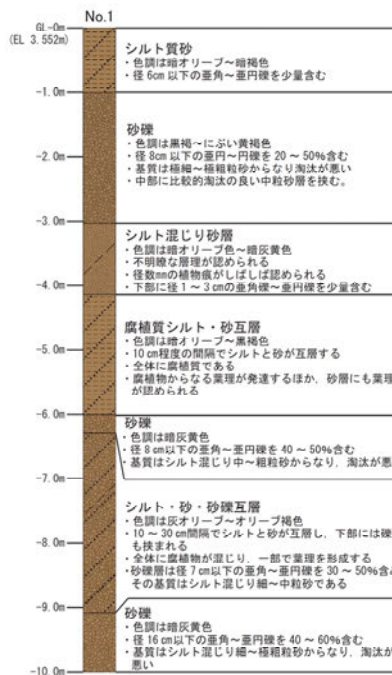 No.1
GL-0m
(EL 3.552m)
シルト質砂
・色調は暗オリーブ～暗褐色
・径 6cm 以下の亜角～亜円礫を少量含む
-1.0m
砂礫
・色調は黒褐～にぶい黄褐色
・径 8cm 以下の亜円～円礫を 20 ～ 50%含む
・基質は極細～極粗粒砂からなり淘汰が悪い
・中部に比較的淘汰の良い中粒砂層を挟む。
-2.0m
-3.0m
シルト混じり砂層
・色調は暗オリーブ色～暗灰黄色
・不明瞭な層理が認められる
・径数mmの植物痕がしばしば認められる
・下部に径 1 ～ 3 cmの亜角礫～亜円礫を少量含む
-4.0m
腐植質シルト・砂互層
・色調は暗オリーブ～黒褐色
・10 cm程度の間隔でシルトと砂が互層する
・全体に腐植質である
・腐植物からなる葉理が発達するほか，砂層にも葉理
が認められる
-5.0m
-6.0m
砂礫
・色調は暗灰黄色
・径 8 cm以下の亜角～亜円礫を 40 ～ 50%含む
・基質はシルト混じり中～粗粒砂からなり，淘汰が悪
-7.0m
シルト・砂・砂礫互層
・色調は灰オリーブ～オリーブ褐色
・10 ～ 30 cm間隔でシルトと砂が互層し，下部には礫
も挟まれる
・全体に腐植物が混じり，一部で葉理を形成する
・砂礫層は径 7 cm以下の亜角～亜円礫を 30 ～ 50%含
その基質はシルト混じり細～中粒砂である
-8.0m
-9.0m
砂礫
・色調は暗灰黄色
・径 16 cm以下の亜角～亜円礫を 40 ～ 60%含む
・基質はシルト混じり細～極粗粒砂からなり，淘汰が
悪い
-10.0m